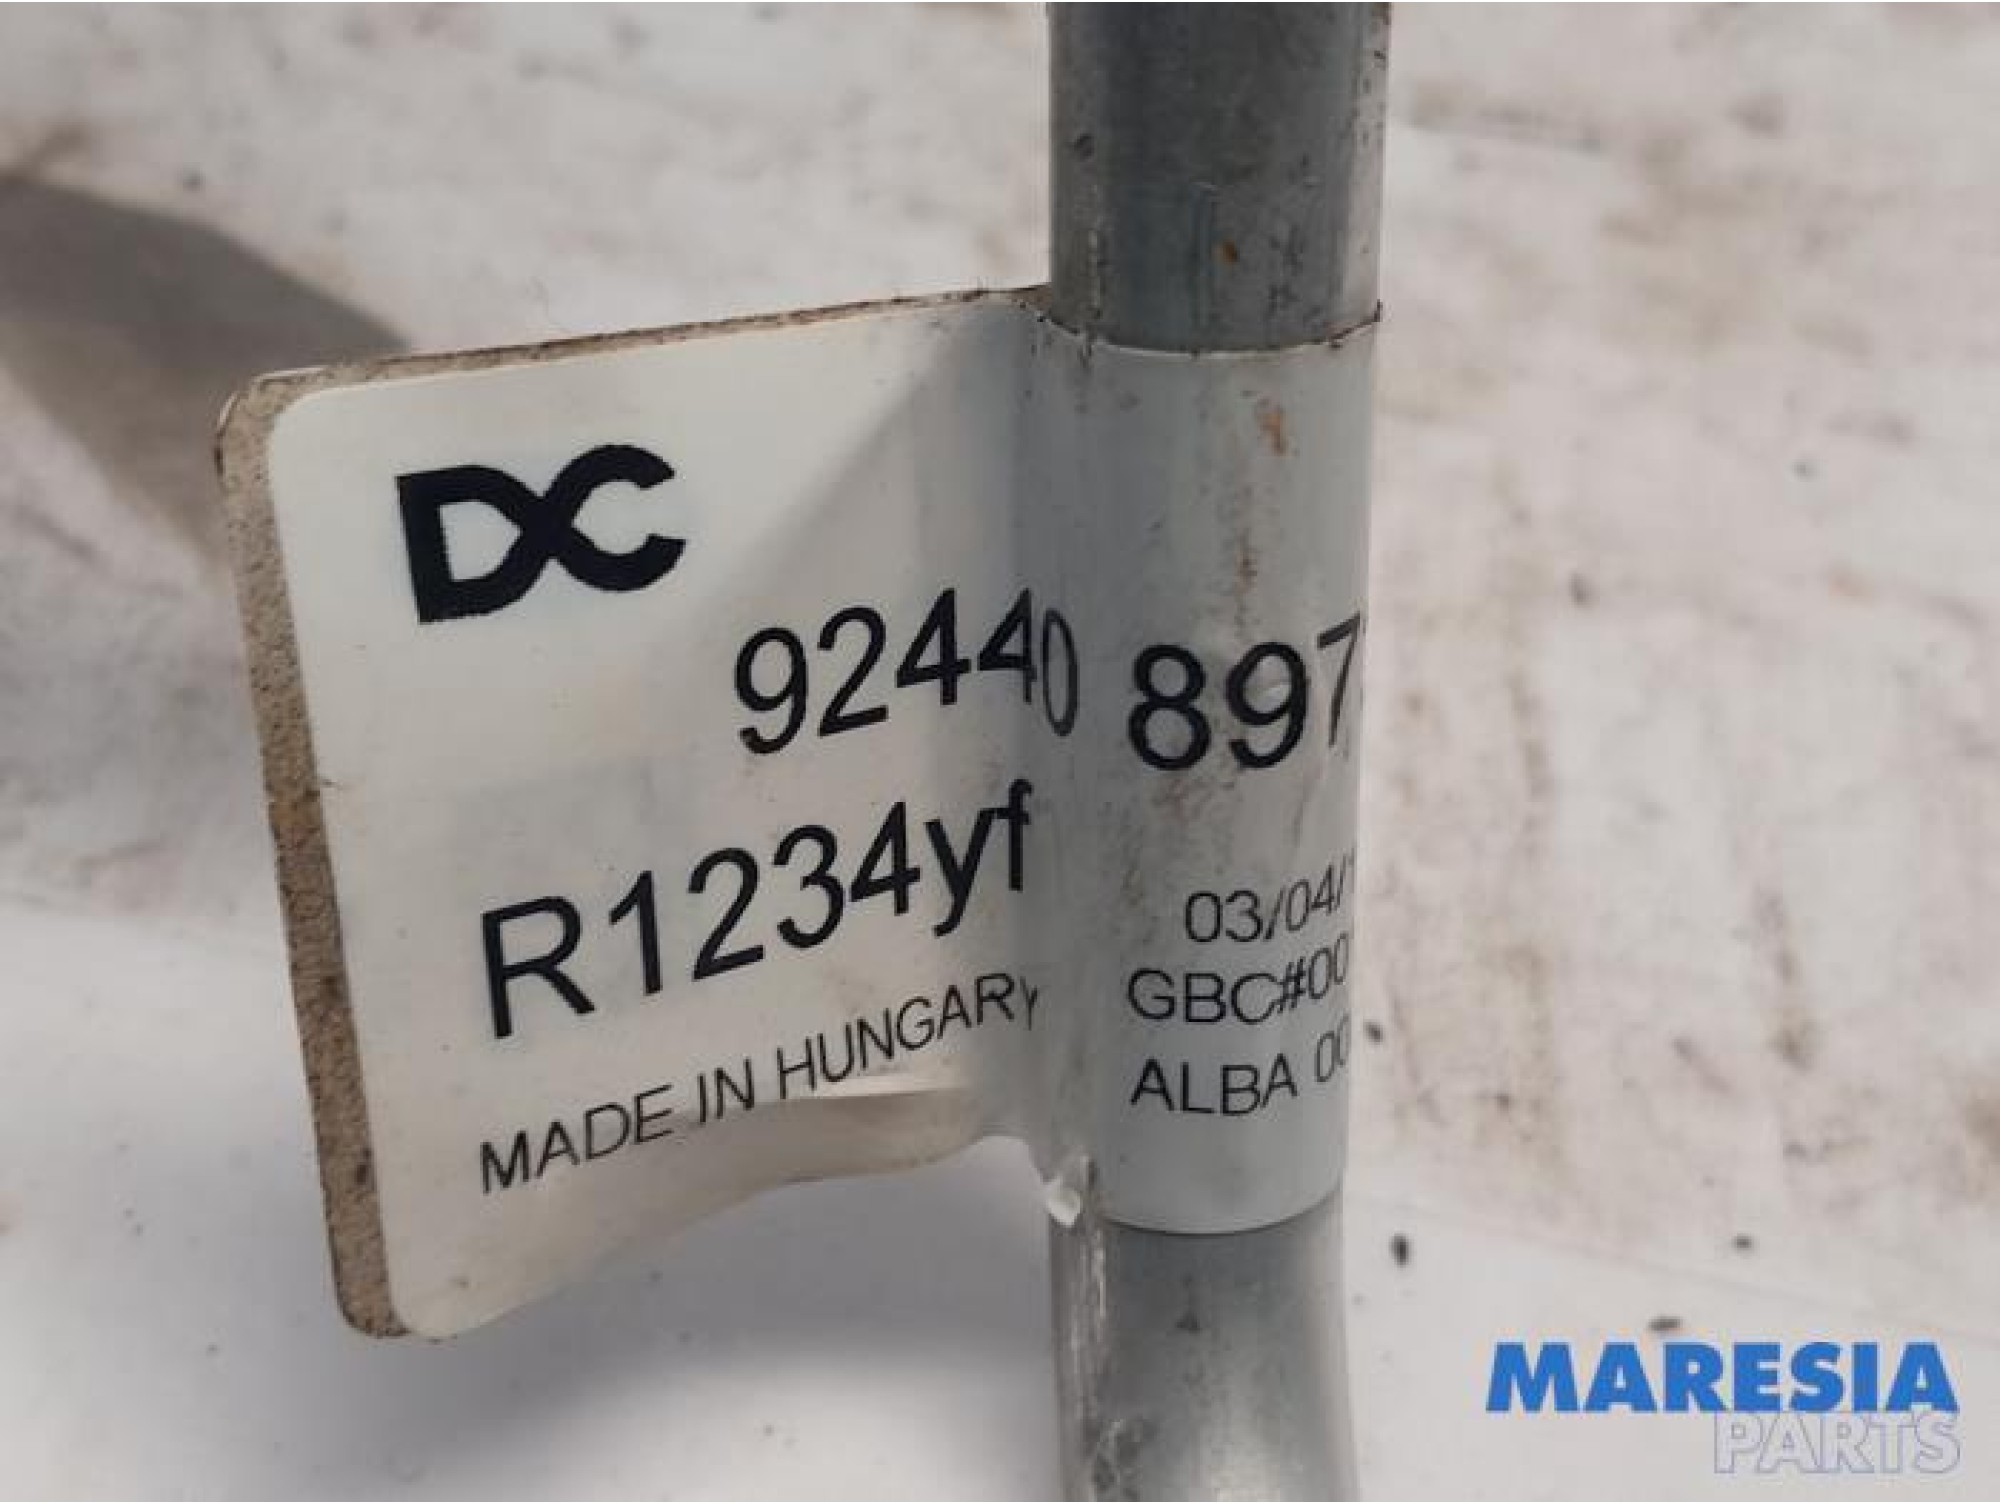 DC
92440 897
R1234yf
MADE IN HUNGARY
03/04/
GBC#00
ALBA 00
MARESIA
PARTS